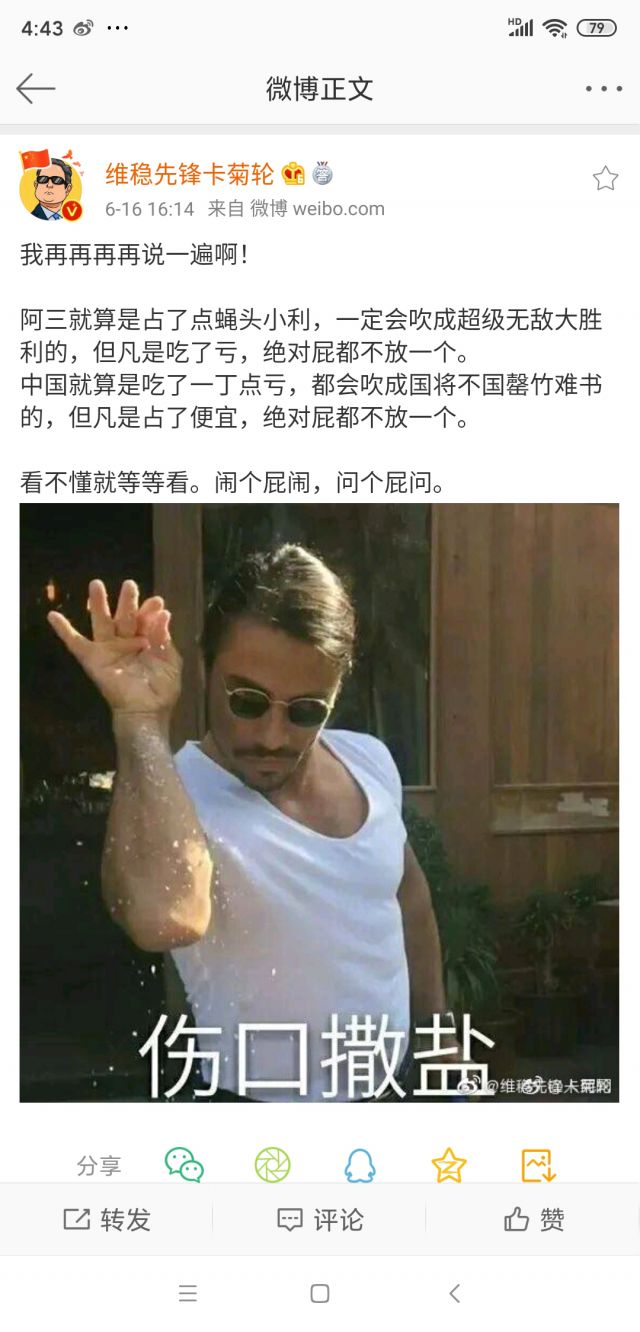 4:43
HD
79
微博正文
维稳先锋卡菊轮
6-16 16:14 来自 微博 weibo.com
我再再再再说一遍啊！
阿三就算是占了点蝇头小利，一定会吹成超级无敌大胜
利的，但凡是吃了亏，绝对屁都不放一个。
中国就算是吃了一丁点亏，都会吹成国将不国罄竹难书
的，但凡是占了便宜，绝对屁都不放一个。
看不懂就等等看。闹个屁闹，问个屁问。
伤口撒盐
分享
转发
评论
赞